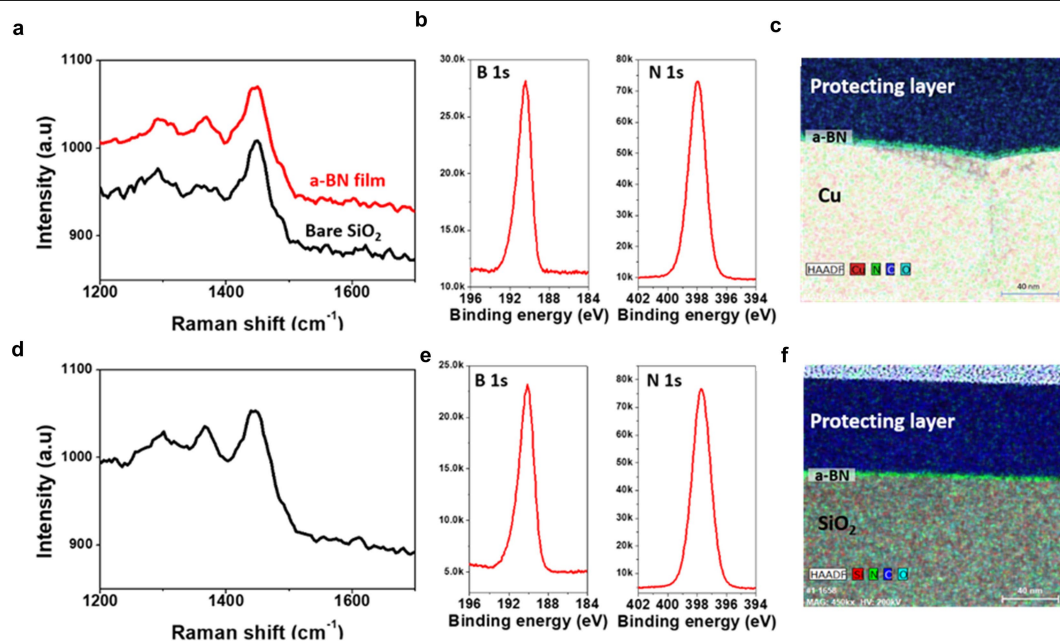 a
1100
1000
900
1200
1400
1600
Intensity (a.u)
Raman shift (cm⁻¹)
a-BN film
Bare SiO₂
b
30.0k
25.0k
20.0k
15.0k
10.0k
B 1s
196 192 188 184
Binding energy (eV)
80k
70k
60k
50k
40k
30k
20k
10k
N 1s
402 400 398 396 394
Binding energy (eV)
c
Protecting layer
a-BN
Cu
HAADF Cu N C O
40 nm
d
1100
1000
900
1200
1400
1600
Intensity (a.u)
Raman shift (cm⁻¹)
e
25.0k
20.0k
15.0k
10.0k
5.0k
B 1s
196 192 188 184
Binding energy (eV)
80k
70k
60k
50k
40k
30k
20k
10k
N 1s
402 400 398 396 394
Binding energy (eV)
f
Protecting layer
a-BN
SiO₂
HAADF Si N C O
40 nm